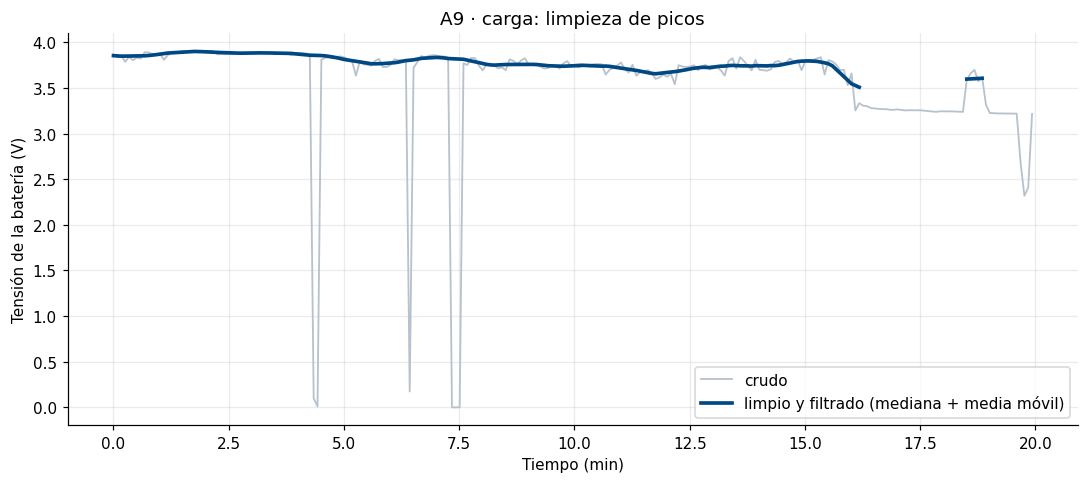 A9 · carga: limpieza de picos
Tensión de la batería (V)
4.0
3.5
3.0
2.5
2.0
1.5
1.0
0.5
0.0
crudo
limpio y filtrado (mediana + media móvil)
0.0 2.5 5.0 7.5 10.0 12.5 15.0 17.5 20.0
Tiempo (min)